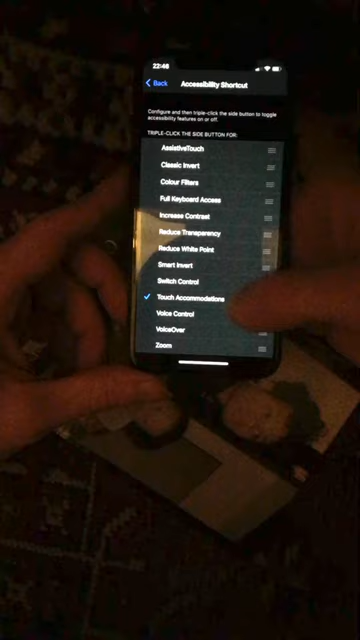 22:46
Back
Accessibility Shortcut
Configure and then triple-click the side button to toggle
accessibility features on or off.
TRIPLE-CLICK THE SIDE BUTTON FOR:
AssistiveTouch
Classic Invert
Colour Filters
Full Keyboard Access
Increase Contrast
Reduce Transparency
Reduce White Point
Smart Invert
Switch Control
Touch Accommodations
Voice Control
VoiceOver
Zoom